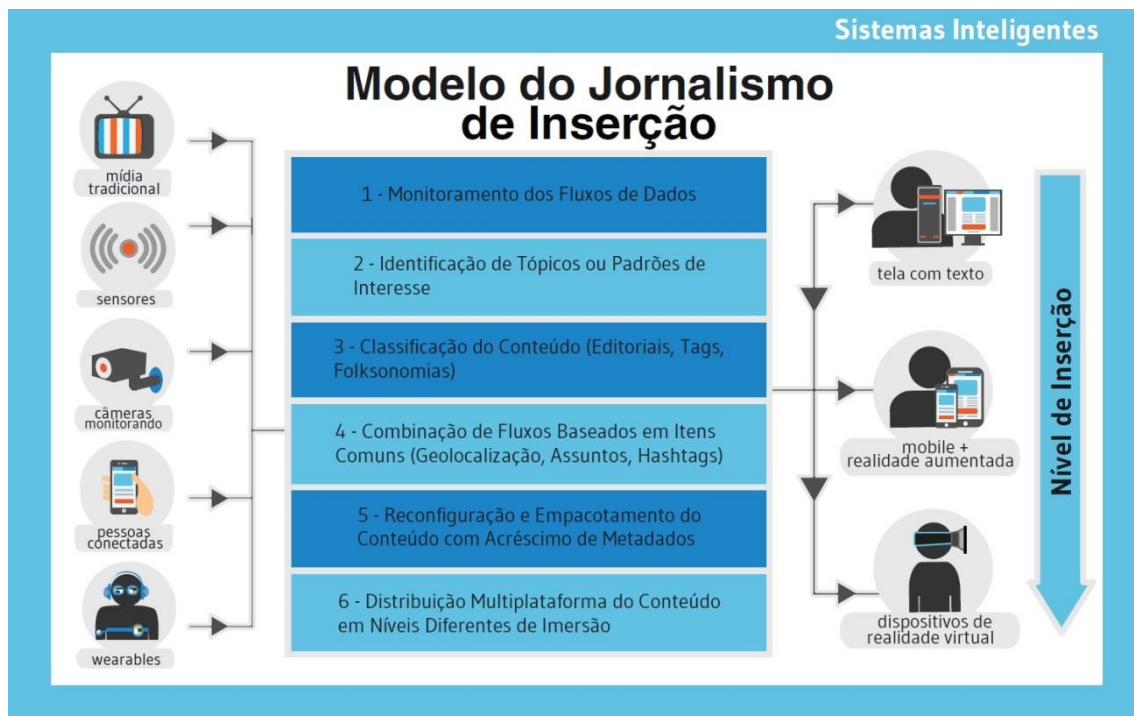 Sistemas Inteligentes
Modelo do Jornalismo
de Inserção
mídia
tradicional
sensores
câmeras
monitorando
pessoas
conectadas
wearables
1 - Monitoramento dos Fluxos de Dados
2 - Identificação de Tópicos ou Padrões de
Interesse
3 - Classificação do Conteúdo (Editoriais, Tags,
Folksonomias)
4 - Combinação de Fluxos Baseados em Itens
Comuns (Geolocalização, Assuntos, Hashtags)
5 - Reconfiguração e Empacotamento do
Conteúdo com Acréscimo de Metadados
6 - Distribuição Multiplataforma do Conteúdo
em Níveis Diferentes de Imersão
tela com texto
mobile +
realidade aumentada
dispositivos de
realidade virtual
Nível de Inserção